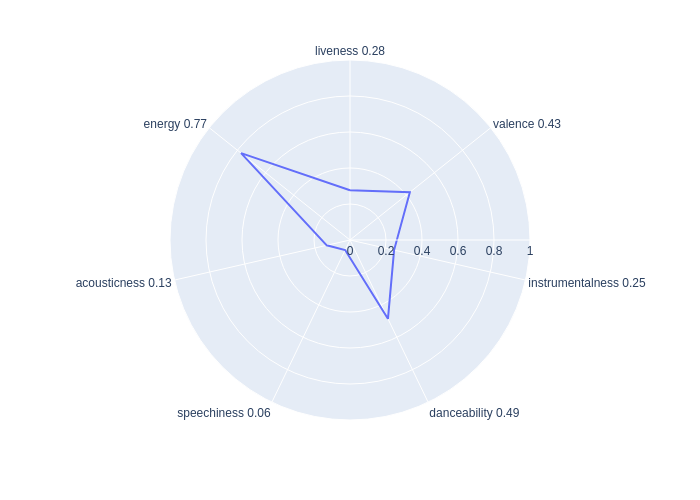 liveness 0.28
energy 0.77
valence 0.43
0 0.2 0.4 0.6 0.8 1
acousticness 0.13
instrumentalness 0.25
speechiness 0.06
danceability 0.49